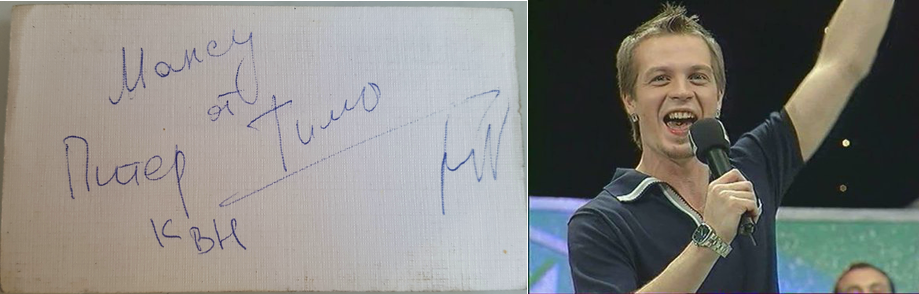 Максу
от
Тимо
Питер
КВН